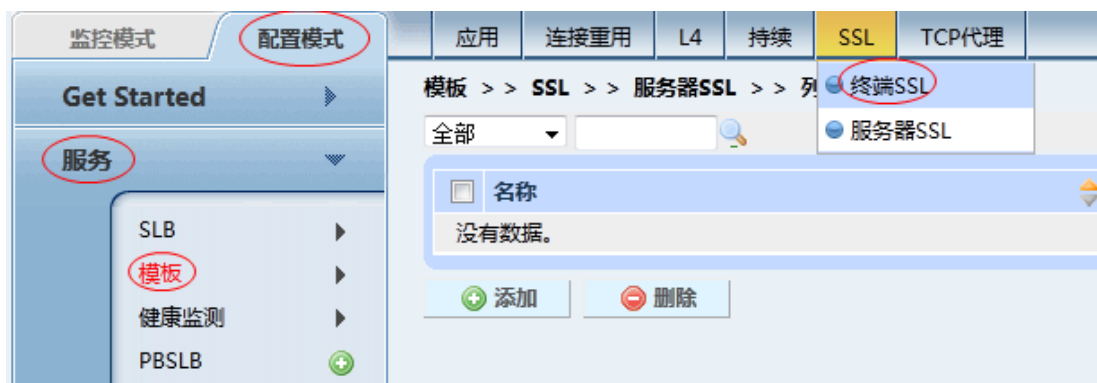 监控模式 配置模式 应用 连接重用 L4 持续 SSL TCP代理
Get Started 模板 >> SSL >> 服务器SSL >> 列 终端SSL
全部 服务器SSL
服务 名称
SLB 没有数据。
模板
添加 删除
健康监测
PBSLB